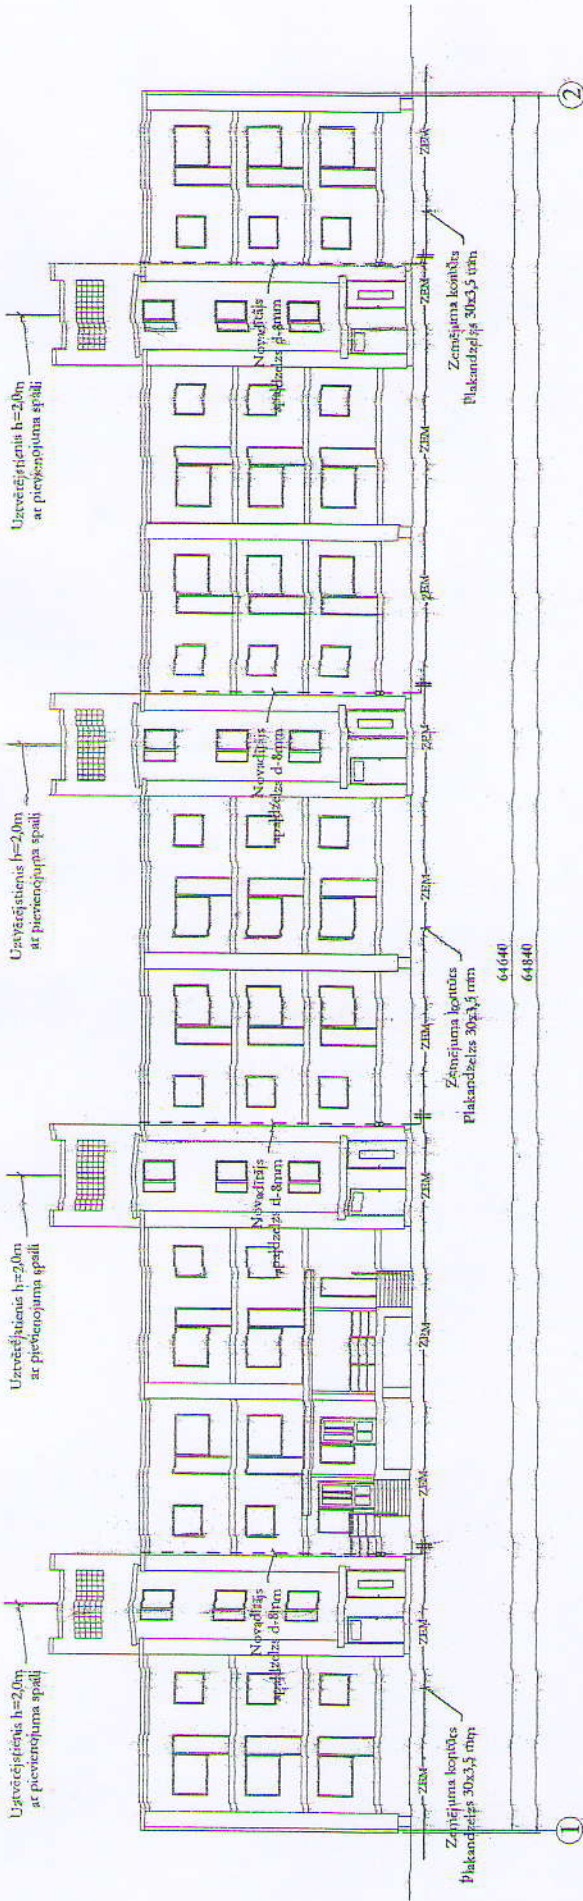 Uztvērējstienis h=2,0m
ar pievienojuma spaili
Uztvērējstienis h=2,0m
ar pievienojuma spaili
Uztvērējstienis h=2,0m
ar pievienojuma spaili
Uztvērējstienis h=2,0m
ar pievienojuma spaili
Novadītājs
apaļdzelzs d-8mm
Novadītājs
apaļdzelzs d-8mm
Novadītājs
apaļdzelzs d-8mm
Novadītājs
apaļdzelzs d-8mm
ZEM
ZEM
ZEM
ZEM
ZEM
ZEM
ZEM
ZEM
ZEM
ZEM
ZEM
ZEM
ZEM
Zemējuma kontūrs
Plakandzelzs 30x3,5 mm
Zemējuma kontūrs
Plakandzelzs 30x3,5 mm
Zemējuma kontūrs
Plakandzelzs 30x3,5 mm
64640
64840
1
2